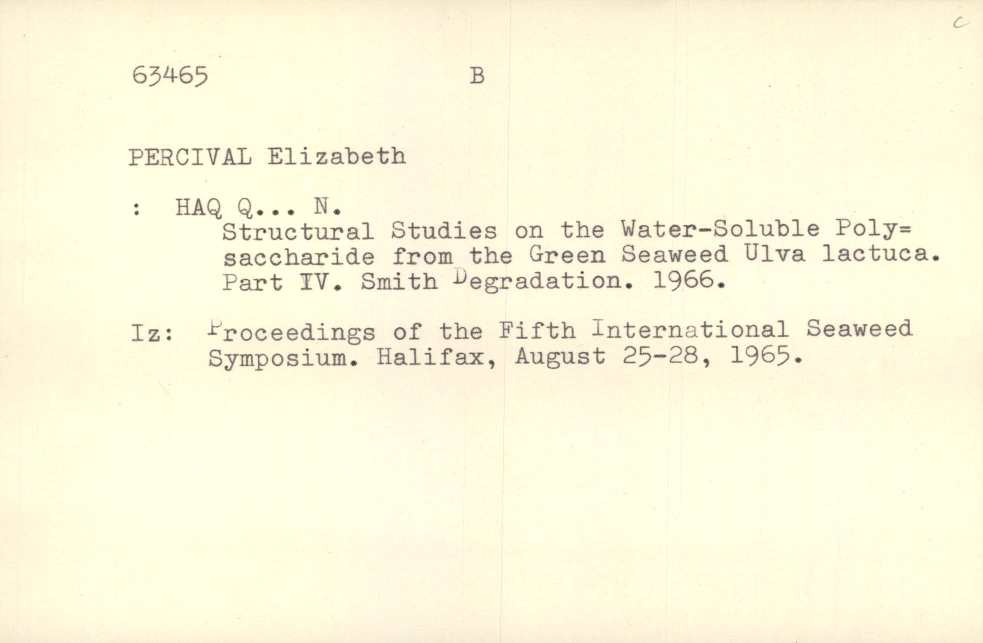 C
63465 B
PERCIVAL Elizabeth
: HAQ Q... N.
Structural Studies on the Water-Soluble Poly=
saccharide from the Green Seaweed Ulva lactuca.
Part IV. Smith Degradation. 1966.
Iz: Proceedings of the Fifth International Seaweed
Symposium. Halifax, August 25-28, 1965.